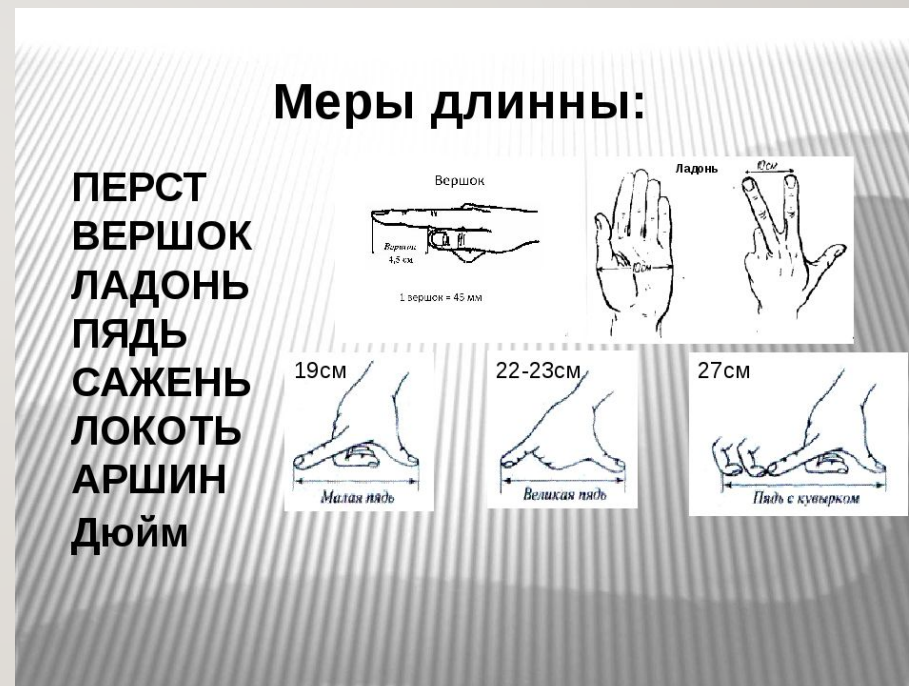 Меры длинны:
ПЕРСТ
ВЕРШОК
ЛАДОНЬ
ПЯДЬ
САЖЕНЬ
ЛОКОТЬ
АРШИН
Дюйм
Вершок
Вершок
4,5 см
1 вершок = 45 мм
Ладонь
10см
10см
19см
Малая пядь
22-23см
Великая пядь
27см
Пядь с кувырком